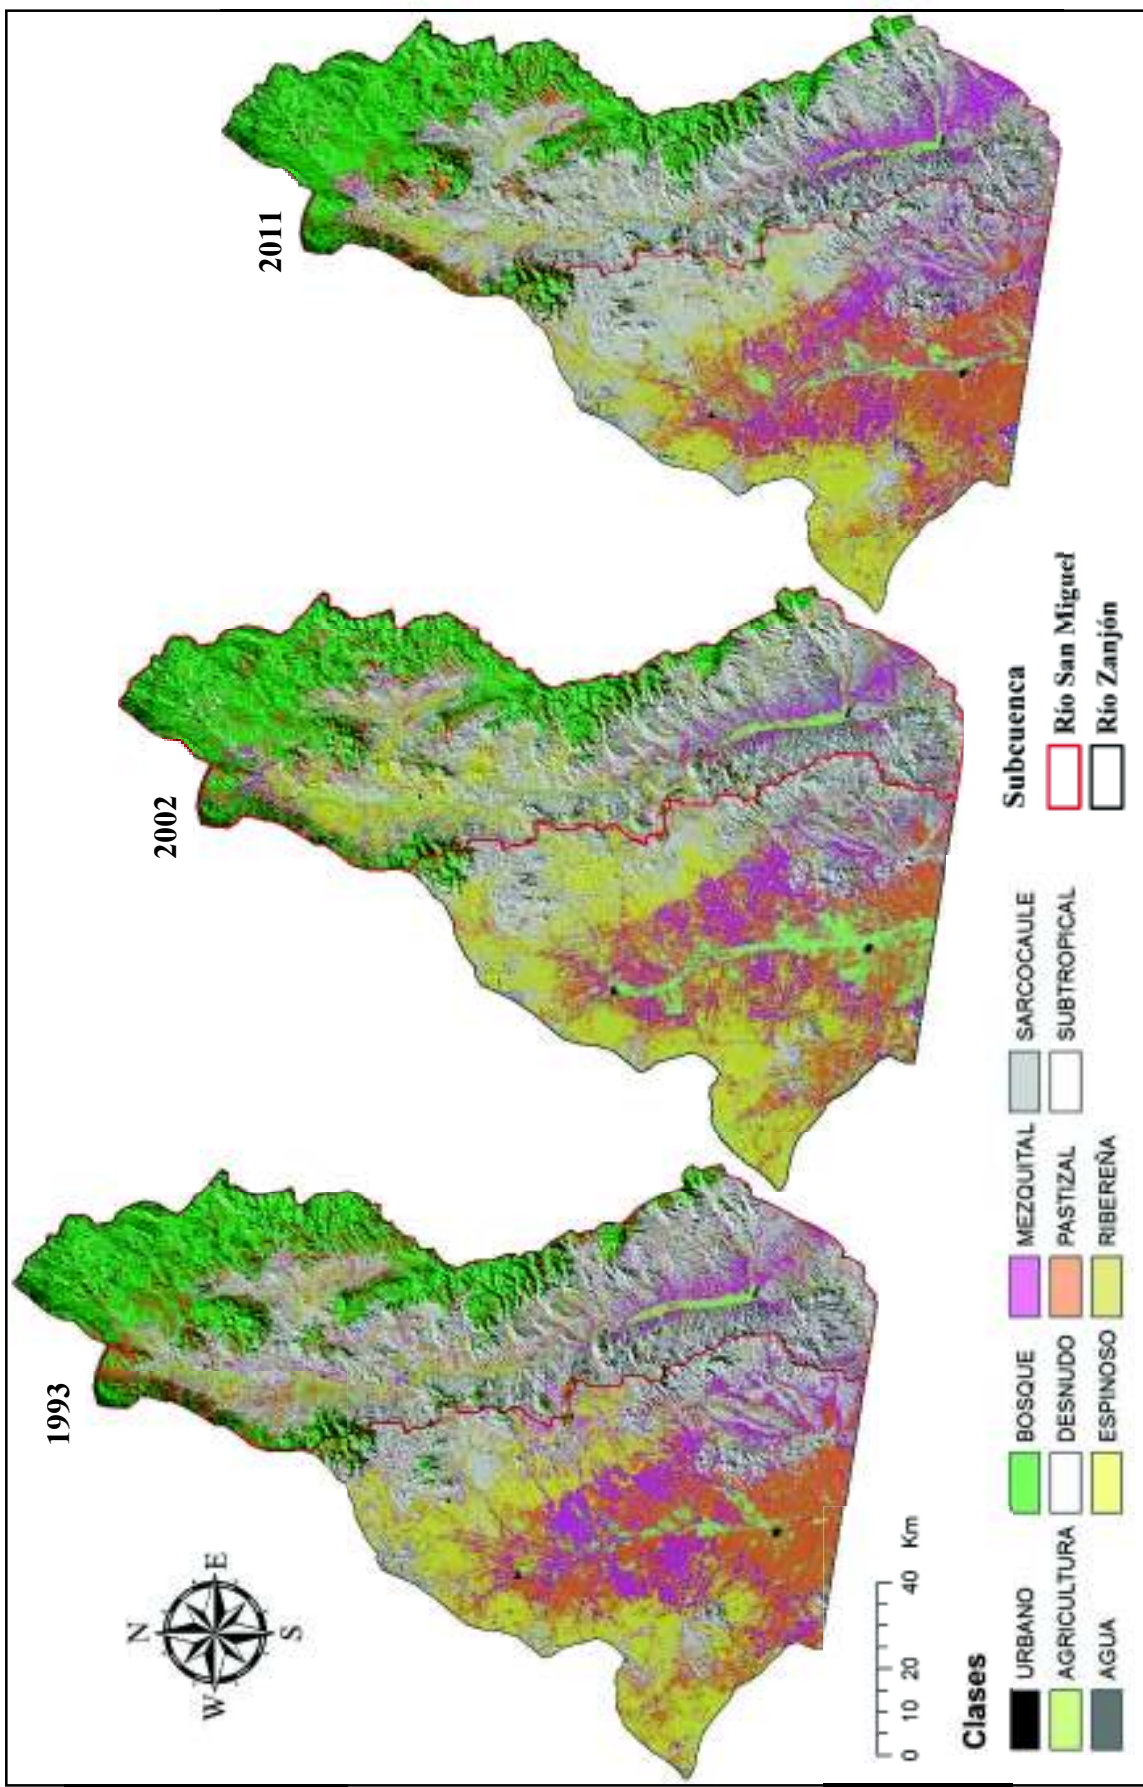 1993
2002
2011
N
W
E
S
0
10
20
40
Km
Clases
URBANO
AGRICULTURA
AGUA
BOSQUE
DESNUDO
ESPINOSO
MEZQUITAL
PASTIZAL
RIBEREÑA
SARCOCAULE
SUBTROPICAL
Subcuenca
Río San Miguel
Río Zanjón